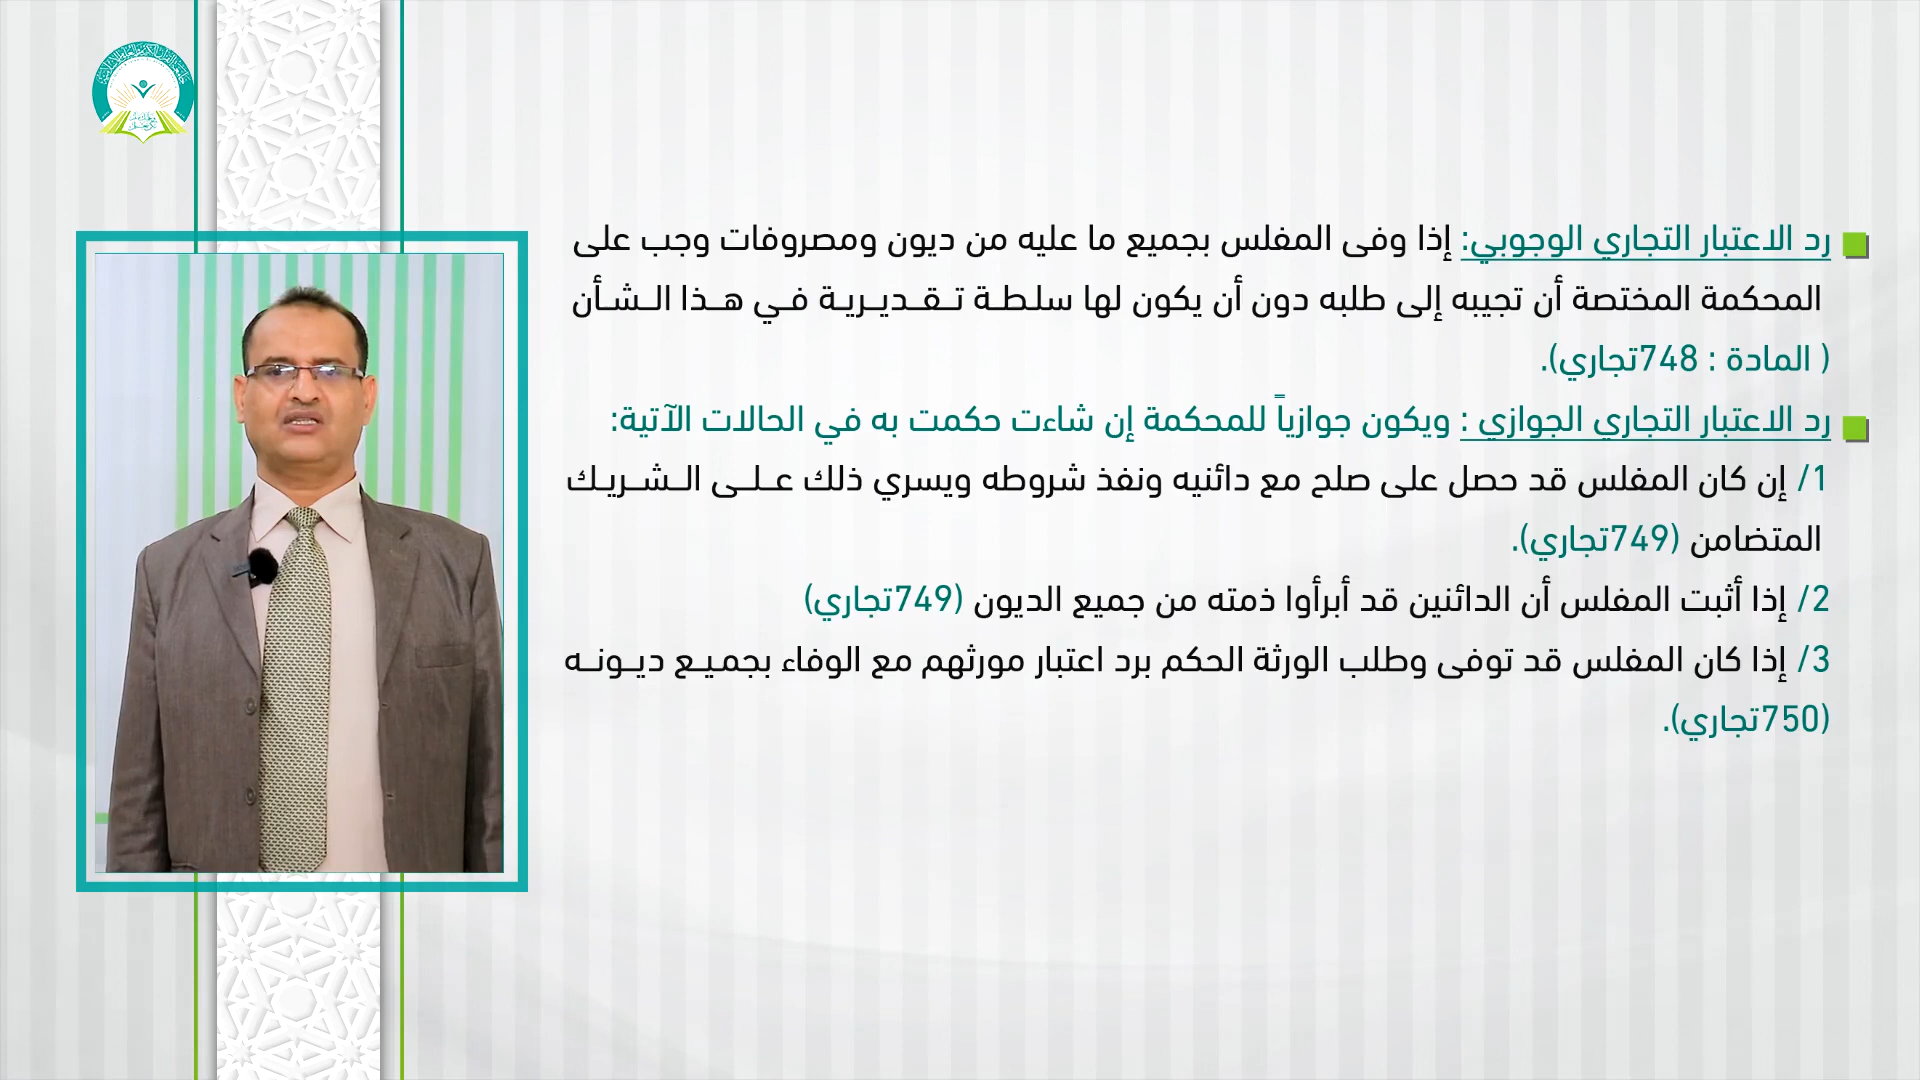 رد الاعتبار التجاري الوجوبي: إذا وفى المفلس بجميع ما عليه من ديون ومصروفات وجب على
المحكمة المختصة أن تجيبه إلى طلبه دون أن يكون لها سلطة تقديرية في هذا الشأن
( المادة : 748تجاري).
رد الاعتبار التجاري الجوازي : ويكون جوازياً للمحكمة إن شاءت حكمت به في الحالات الآتية:
1/ إن كان المفلس قد حصل على صلح مع دائنيه ونفذ شروطه ويسري ذلك على الشريك
المتضامن (749تجاري).
2/ إذا أثبت المفلس أن الدائنين قد أبرأوا ذمته من جميع الديون (749تجاري)
3/ إذا كان المفلس قد توفى وطلب الورثة الحكم برد اعتبار مورثهم مع الوفاء بجميع ديونه
(750تجاري).